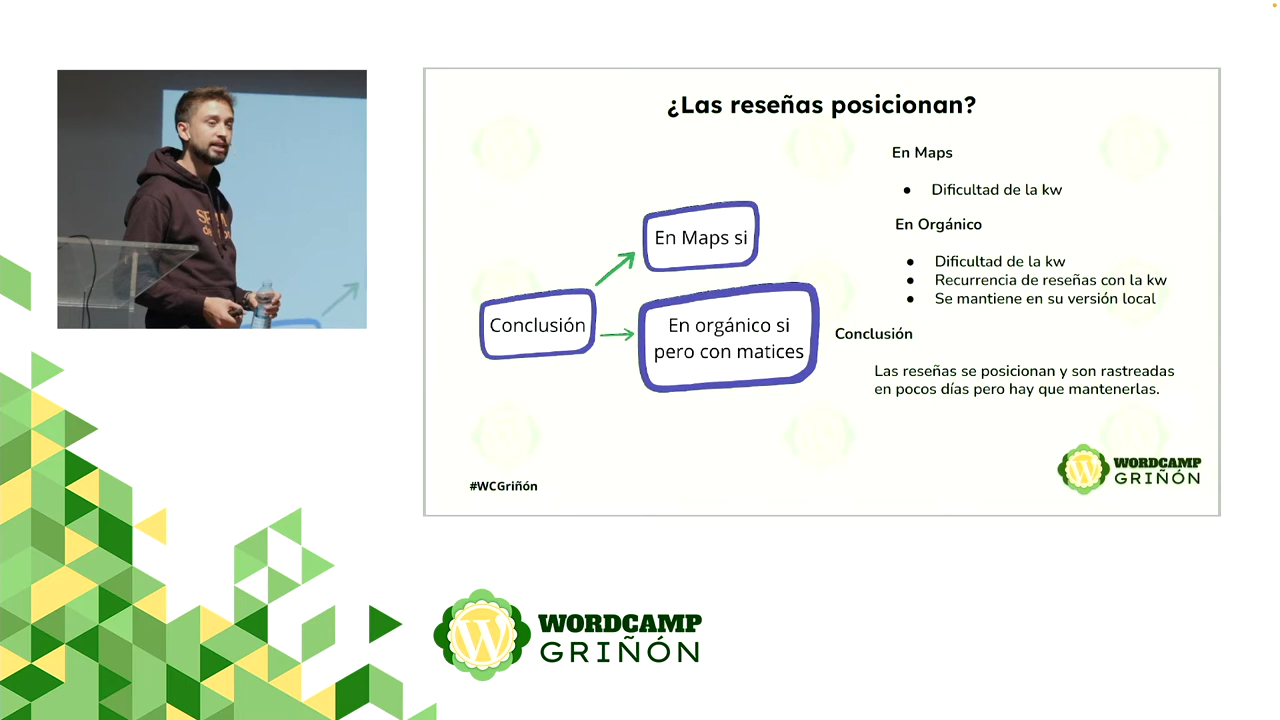 ¿Las reseñas posicionan?
En Maps
Dificultad de la kw
En Orgánico
Dificultad de la kw
Recurrencia de reseñas con la kw
Se mantiene en su versión local
Conclusión
Las reseñas se posicionan y son rastreadas
en pocos días pero hay que mantenerlas.
En Maps si
Conclusión
En orgánico si
pero con matices
#WCGriñón
WORDCAMP
GRIÑÓN
WORDCAMP
GRIÑÓN